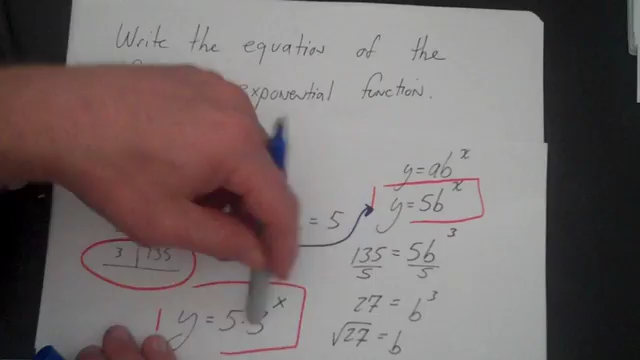 Write the equation of the
exponential function.
y = ab^x
= 5
y = 5b^x
3 135
135/5 = 5b^3/5
27 = b^3
y = 5·3^x
√27 = b